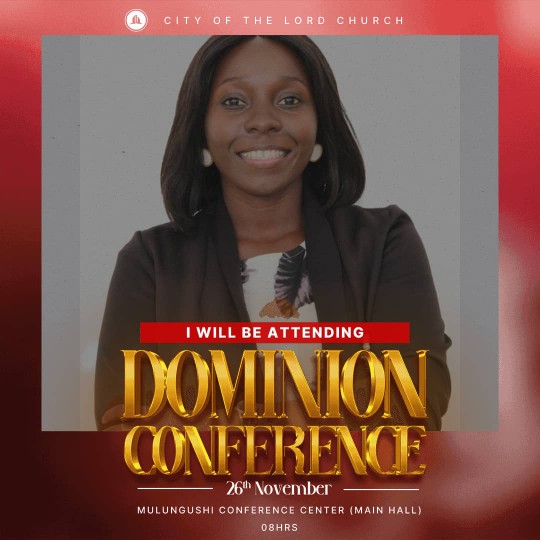 CITY OF THE LORD CHURCH
I WILL BE ATTENDING
DOMINION
CONFERENCE
26th November
MULUNGUSHI CONFERENCE CENTER (MAIN HALL)
08HRS